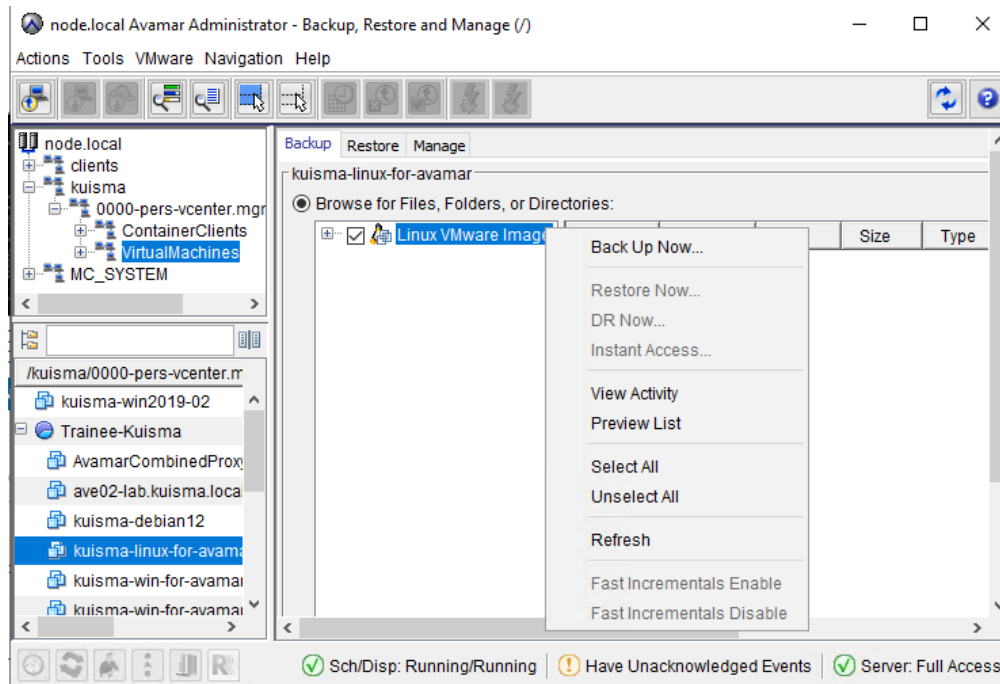 node.local Avamar Administrator - Backup, Restore and Manage (/)
Actions Tools VMware Navigation Help
node.local
clients
kuisma
0000-pers-vcenter.mgr
ContainerClients
VirtualMachines
MC_SYSTEM
/kuisma/0000-pers-vcenter.m
kuisma-win2019-02
Trainee-Kuisma
AvamarCombinedProxy
ave02-lab.kuisma.loca
kuisma-debian12
kuisma-linux-for-avama
kuisma-win-for-avamar
kuisma-win-for-avamar
Backup Restore Manage
kuisma-linux-for-avamar
Browse for Files, Folders, or Directories:
Linux VMware Image
Size Type
Back Up Now...
Restore Now...
DR Now...
Instant Access...
View Activity
Preview List
Select All
Unselect All
Refresh
Fast Incrementals Enable
Fast Incrementals Disable
Sch/Disp: Running/Running
Have Unacknowledged Events
Server: Full Access